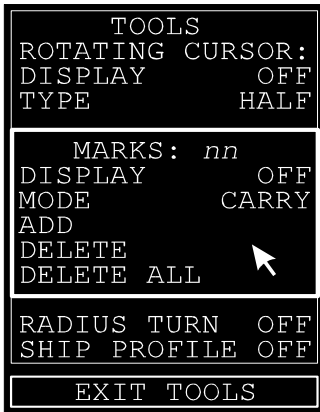 TOOLS
ROTATING CURSOR:
DISPLAY OFF
TYPE HALF
MARKS: nn
DISPLAY OFF
MODE CARRY
ADD
DELETE
DELETE ALL
RADIUS TURN OFF
SHIP PROFILE OFF
EXIT TOOLS